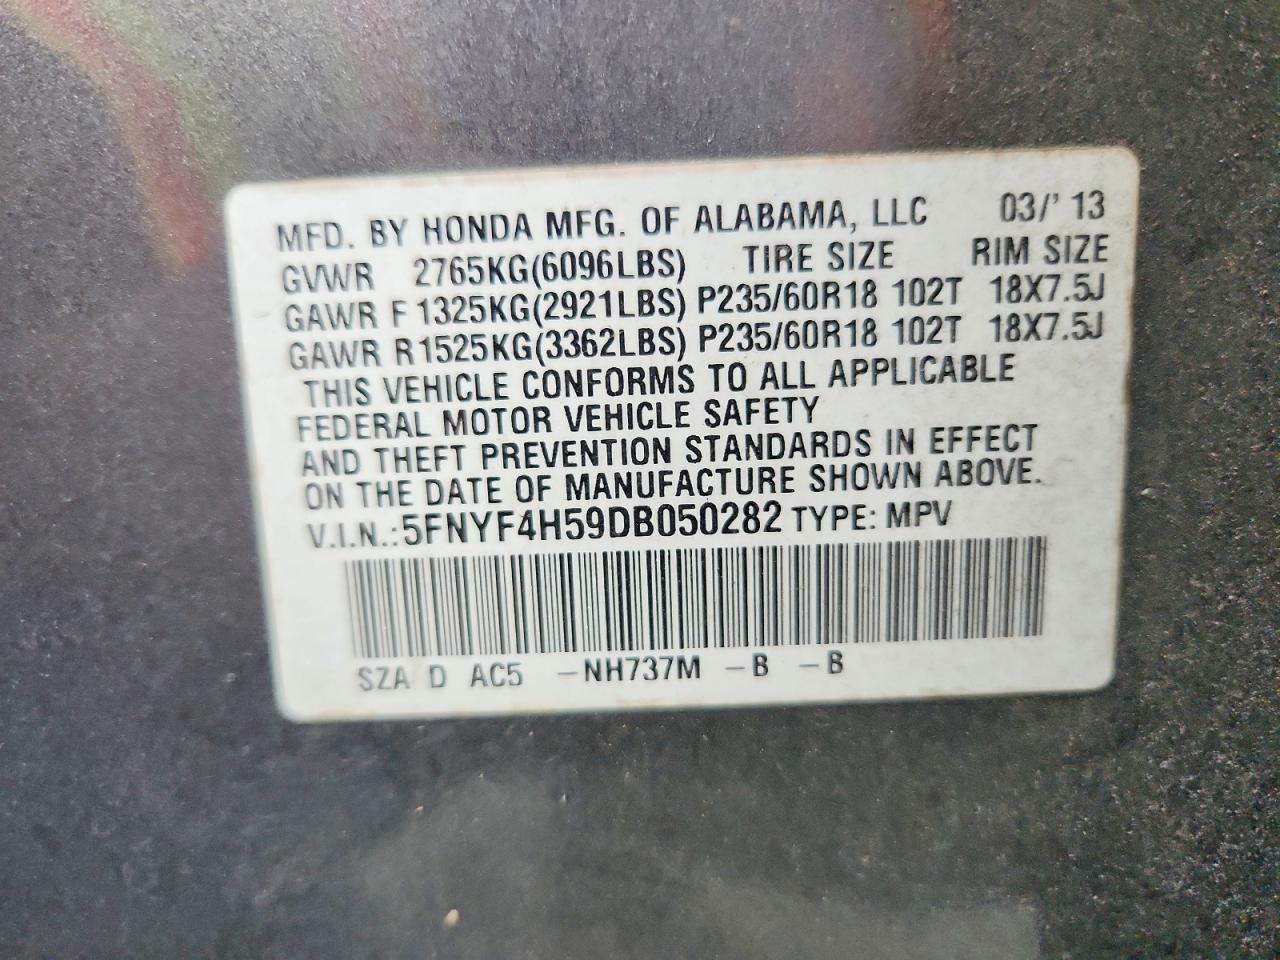 MFD. BY HONDA MFG. OF ALABAMA, LLC 03/' 13
GVWR 2765KG(6096LBS) TIRE SIZE RIM SIZE
GAWR F 1325KG(2921LBS) P235/60R18 102T 18X7.5J
GAWR R 1525KG(3362LBS) P235/60R18 102T 18X7.5J
THIS VEHICLE CONFORMS TO ALL APPLICABLE
FEDERAL MOTOR VEHICLE SAFETY
AND THEFT PREVENTION STANDARDS IN EFFECT
ON THE DATE OF MANUFACTURE SHOWN ABOVE.
V.I.N.: 5FNYF4H59DB050282 TYPE: MPV
SZA D AC5 -NH737M -B -B